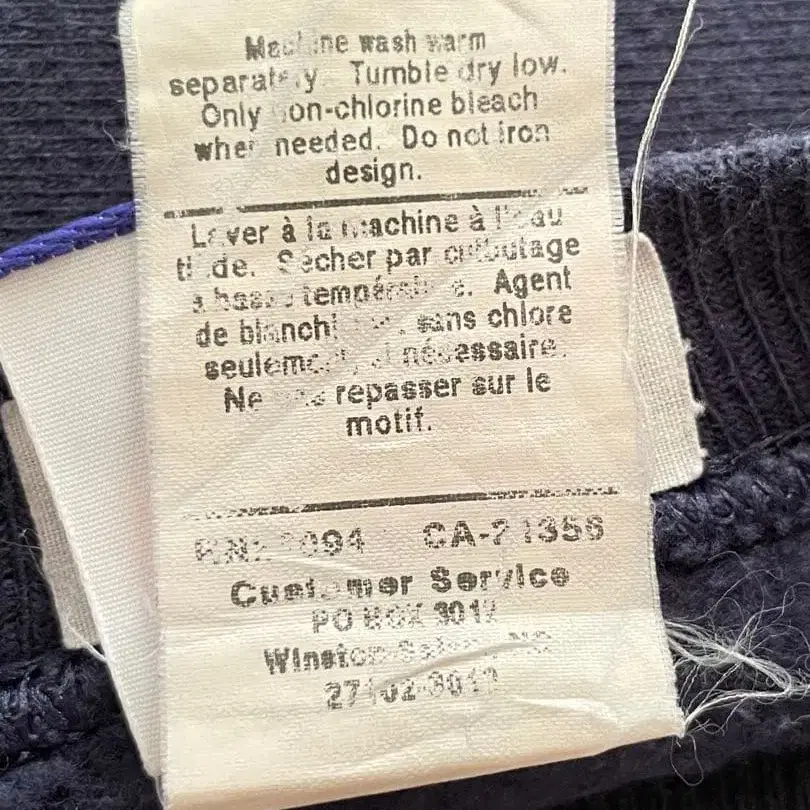 Machine wash warm
separately. Tumble dry low.
Only non-chlorine bleach
when needed. Do not iron
design.
Laver à la machine à l'eau
tiède. Sécher par culbutage
à basse température. Agent
de blanchi sans chlore
seulement si nécessaire.
Ne pas repasser sur le
motif.
CA-
Customer Service
PO BOX 3012
Winston-Salem, NC